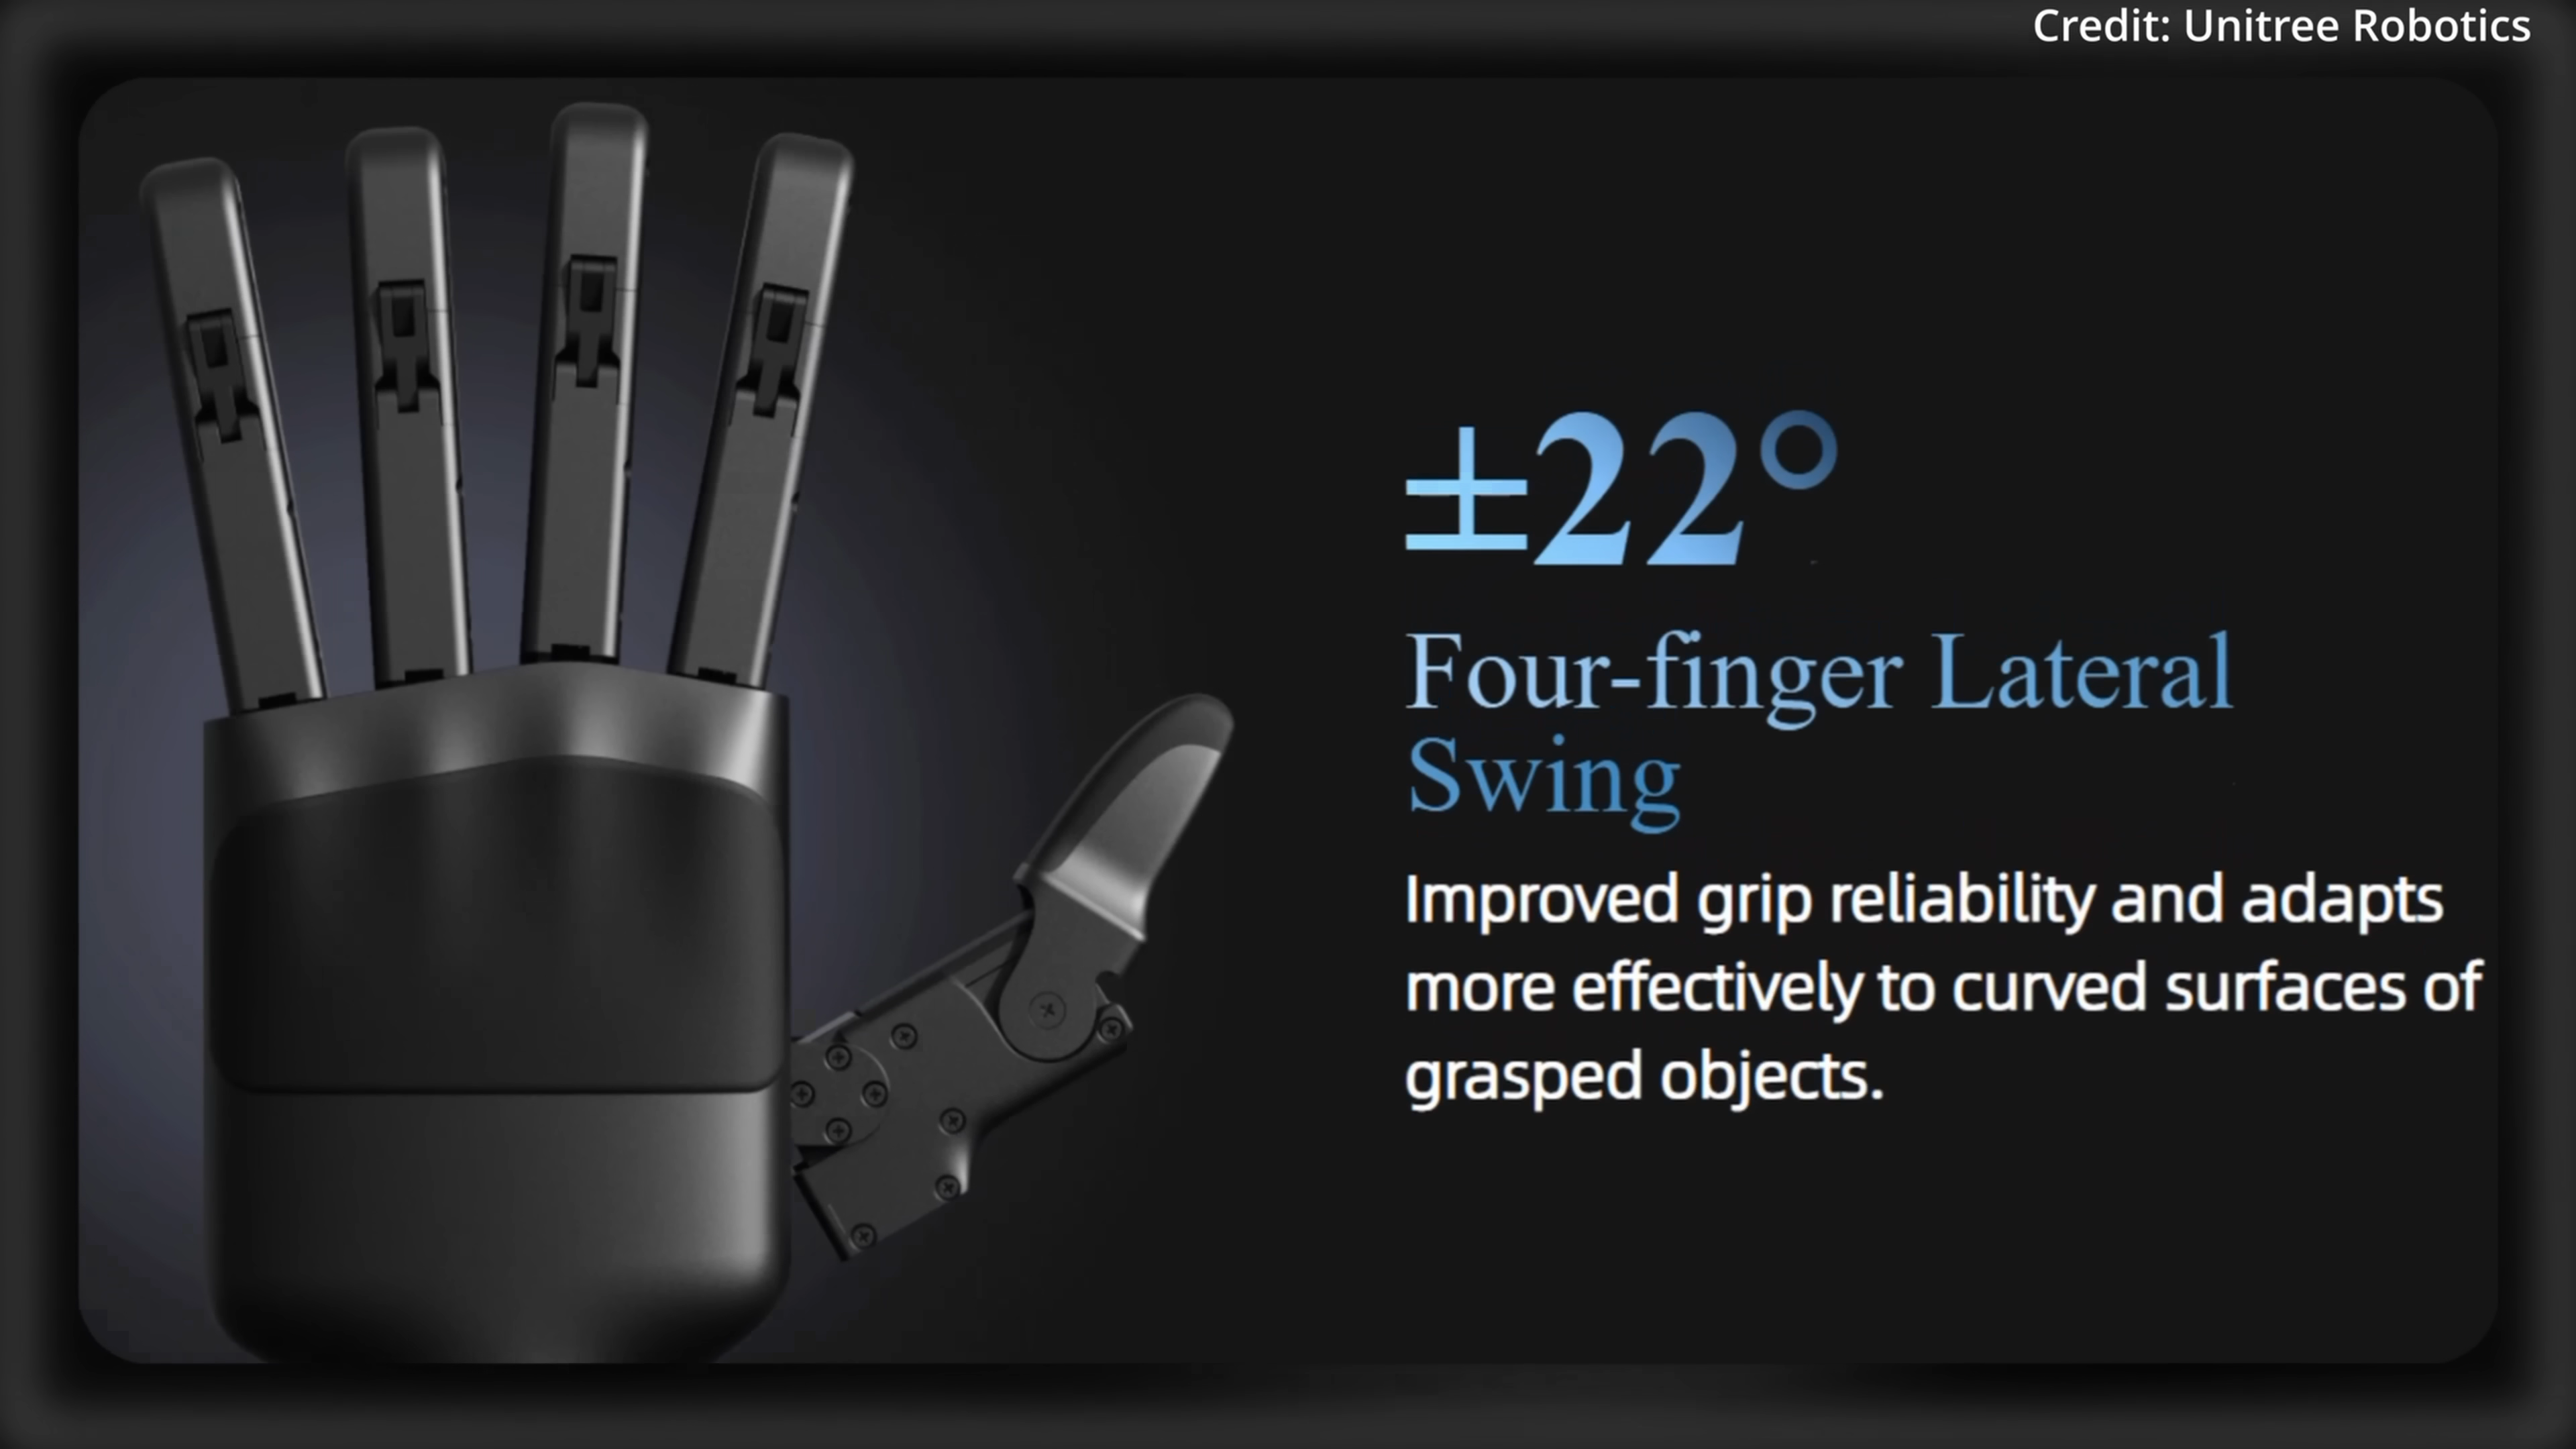 Credit: Unitree Robotics
±22°
Four-finger Lateral
Swing
Improved grip reliability and adapts
more effectively to curved surfaces of
grasped objects.